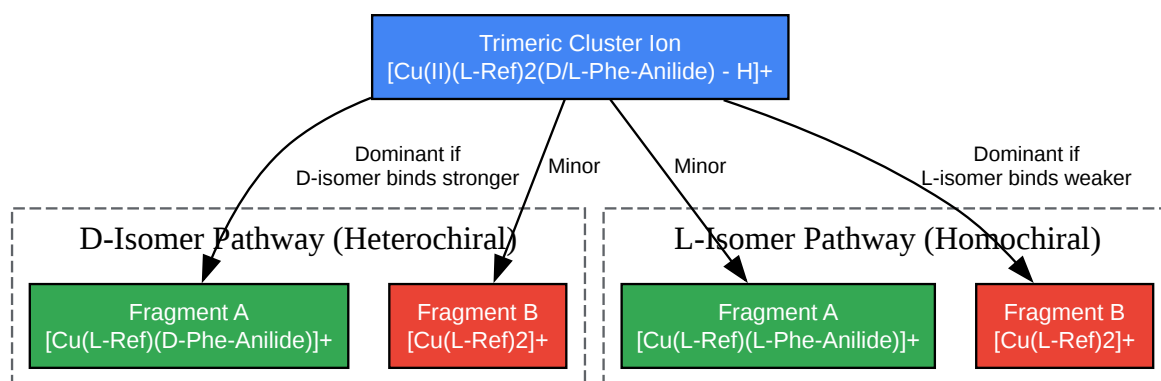 Trimeric Cluster Ion
[Cu(II)(L-Ref)2(D/L-Phe-Anilide) - H]+
Dominant if
D-isomer binds stronger
Minor
Minor
Dominant if
L-isomer binds weaker
D-Isomer Pathway (Heterochiral)
L-Isomer Pathway (Homochiral)
Fragment A
[Cu(L-Ref)(D-Phe-Anilide)]+
Fragment B
[Cu(L-Ref)2]+
Fragment A
[Cu(L-Ref)(L-Phe-Anilide)]+
Fragment B
[Cu(L-Ref)2]+